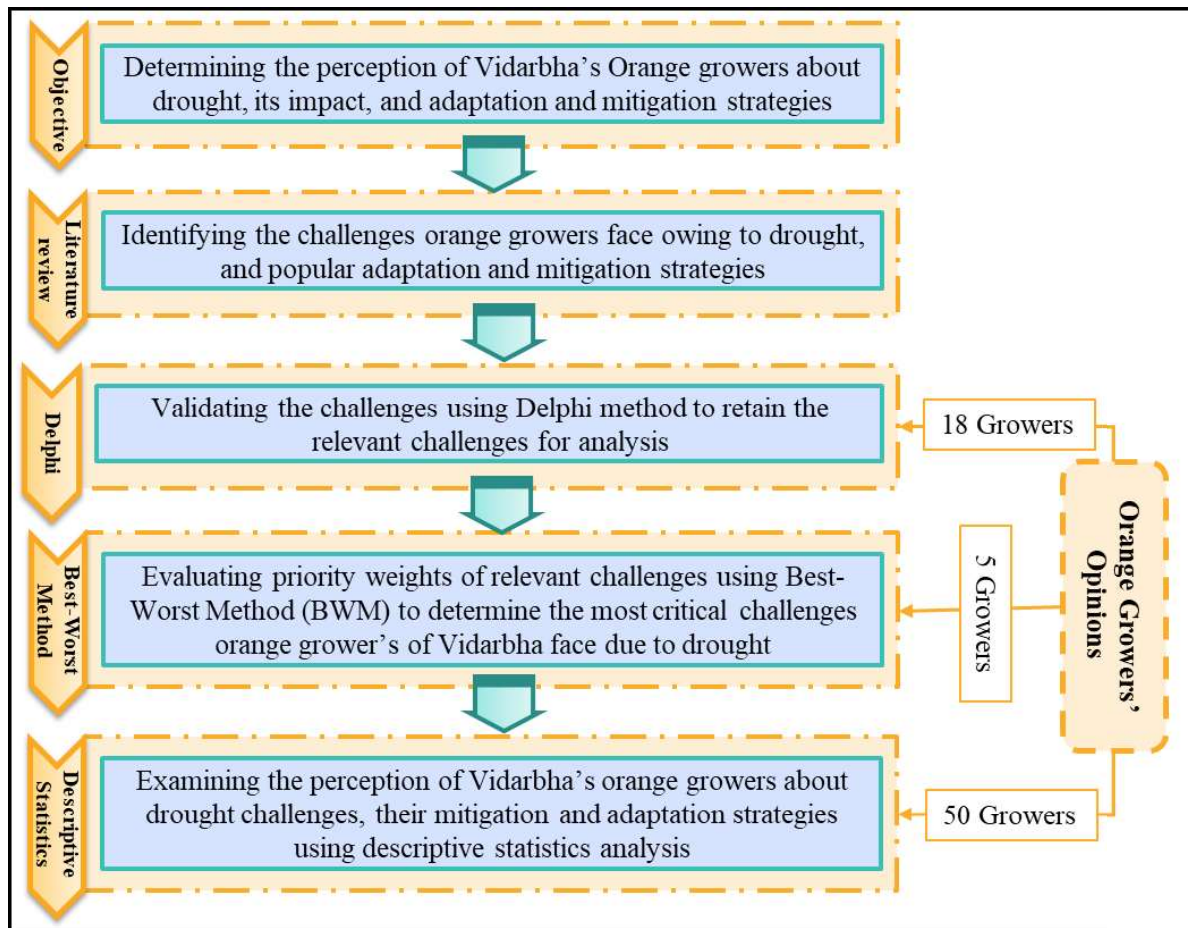 Objective
Determining the perception of Vidarbha's Orange growers about
drought, its impact, and adaptation and mitigation strategies
Literature
review
Identifying the challenges orange growers face owing to drought,
and popular adaptation and mitigation strategies
Delphi
Validating the challenges using Delphi method to retain the
relevant challenges for analysis
18 Growers
Best-Worst
Method
Evaluating priority weights of relevant challenges using Best-
Worst Method (BWM) to determine the most critical challenges
orange grower's of Vidarbha face due to drought
5 Growers
Orange Growers'
Opinions
Descriptive
Statistics
Examining the perception of Vidarbha's orange growers about
drought challenges, their mitigation and adaptation strategies
using descriptive statistics analysis
50 Growers